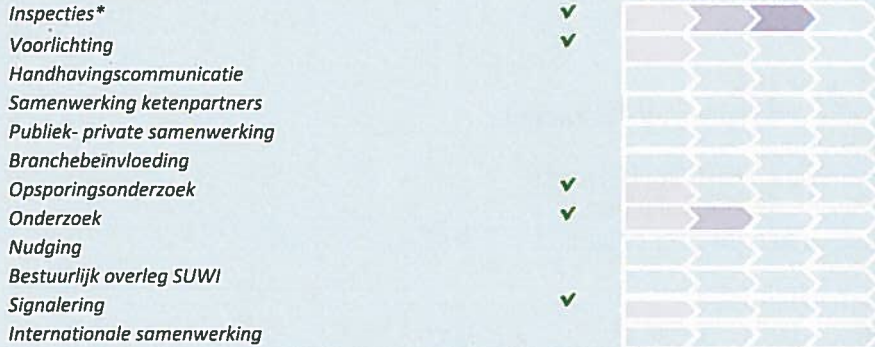 Inspecties* ✓
Voorlichting ✓
Handhavingscommunicatie
Samenwerking ketenpartners
Publiek- private samenwerking
Branchebeïnvloeding
Opsporingsonderzoek ✓
Onderzoek ✓
Nudging
Bestuurlijk overleg SUWI
Signalering ✓
Internationale samenwerking